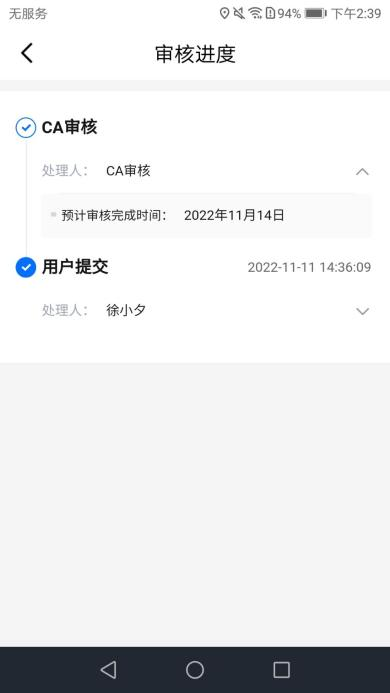 无服务 94% 下午2:39
审核进度
CA审核
处理人： CA审核
预计审核完成时间： 2022年11月14日
用户提交 2022-11-11 14:36:09
处理人： 徐小夕